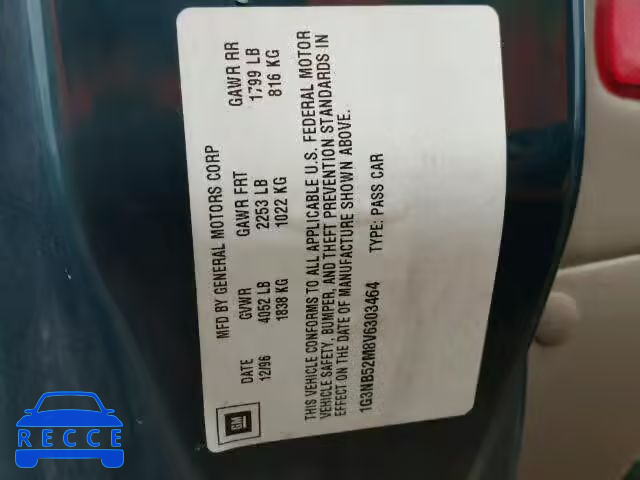 MFD BY GENERAL MOTORS CORP
DATE GVWR GAWR FRT GAWR RR
12/96 4052 LB 2253 LB 1799 LB
1838 KG 1022 KG 816 KG
THIS VEHICLE CONFORMS TO ALL APPLICABLE U.S. FEDERAL MOTOR
VEHICLE SAFETY, BUMPER, AND THEFT PREVENTION STANDARDS IN
EFFECT ON THE DATE OF MANUFACTURE SHOWN ABOVE.
1G3NB52M8V6303464 TYPE: PASS CAR
GM
RECCE